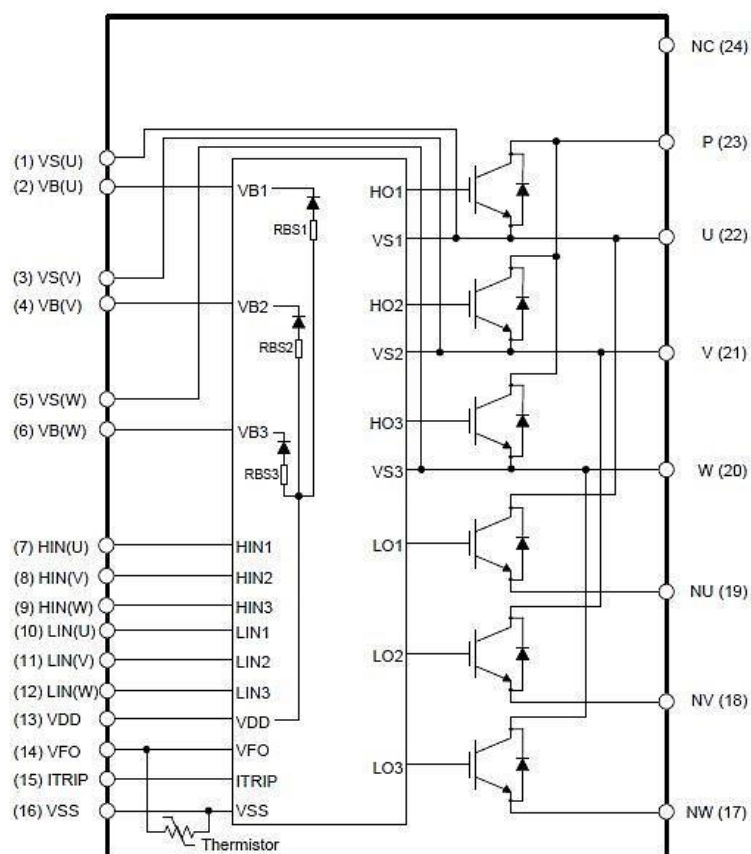 NC (24)
P (23)
(1) VS(U)
(2) VB(U)
VB1
HO1
RBS1
VS1
U (22)
(3) VS(V)
(4) VB(V)
VB2
HO2
RBS2
VS2
V (21)
(5) VS(W)
(6) VB(W)
VB3
HO3
RBS3
VS3
W (20)
(7) HIN(U)
HIN1
LO1
(8) HIN(V)
HIN2
NU (19)
(9) HIN(W)
HIN3
(10) LIN(U)
LIN1
(11) LIN(V)
LIN2
LO2
(12) LIN(W)
LIN3
NV (18)
(13) VDD
VDD
(14) VFO
VFO
LO3
(15) ITRIP
ITRIP
(16) VSS
VSS
NW (17)
Thermistor